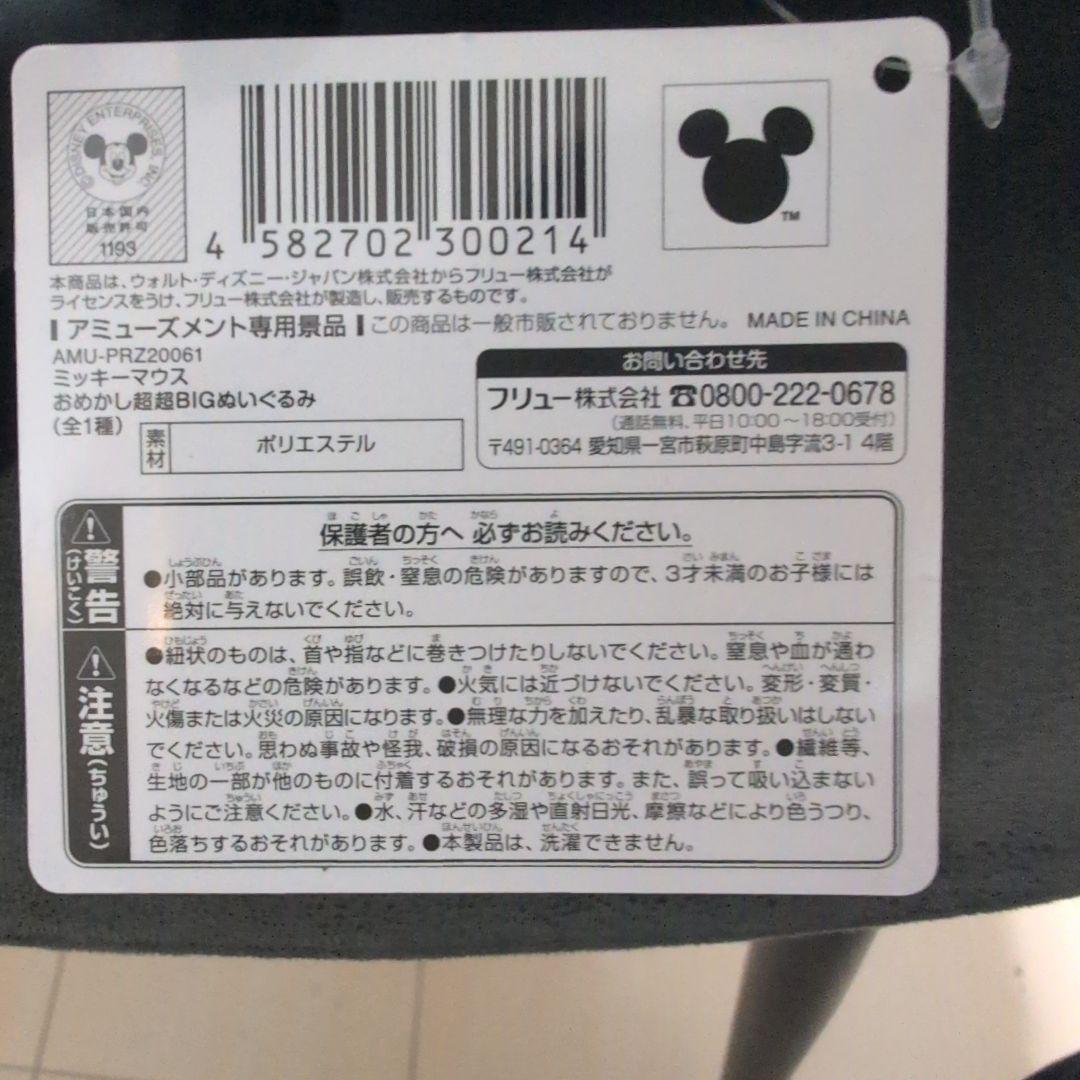 ©DISNEY ENTERPRISES, INC.
日本国内
販売許可
1193
4 582702 300214
TM
本商品は、ウォルト・ディズニー・ジャパン株式会社からフリュー株式会社が
ライセンスをうけ、フリュー株式会社が製造し、販売するものです。
アミューズメント専用景品 この商品は一般市販されておりません。 MADE IN CHINA
AMU-PRZ20061
ミッキーマウス
おめかし超超BIGぬいぐるみ
(全1種)
素材 ポリエステル
お問い合わせ先
フリュー株式会社 ☎0800-222-0678
(通話無料、平日10:00〜18:00受付)
〒491-0364 愛知県一宮市萩原町中島字流3-1 4階
警告(けいこく)
保護者の方へ 必ずお読みください。
●小部品があります。誤飲・窒息の危険がありますので、3才未満のお子様には
絶対に与えないでください。
注意(ちゅうい)
●紐状のものは、首や指などに巻きつけたりしないでください。窒息や血が通わ
なくなるなどの危険があります。●火気には近づけないでください。変形・変質・
火傷または火災の原因になります。●無理な力を加えたり、乱暴な取り扱いはしない
でください。思わぬ事故や怪我、破損の原因になるおそれがあります。●繊維等、
生地の一部が他のものに付着するおそれがあります。また、誤って吸い込まない
ようにご注意ください。●水、汗などの多湿や直射日光、摩擦などにより色うつり、
色落ちするおそれがあります。●本製品は、洗濯できません。